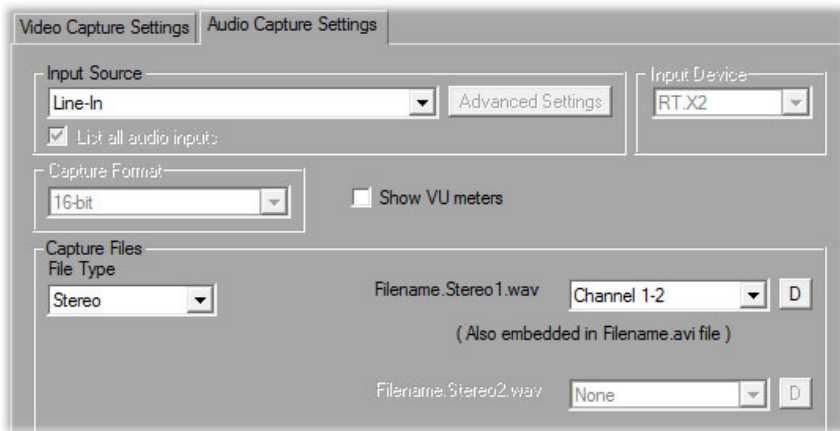 Video Capture Settings
Audio Capture Settings
Input Source
Line-In
Advanced Settings
List all audio inputs
Input Device
RT.X2
Capture Format
16-bit
Show VU meters
Capture Files
File Type
Stereo
Filename.Stereo1.wav
Channel 1-2
D
( Also embedded in Filename.avi file )
Filename.Stereo2.wav
None
D